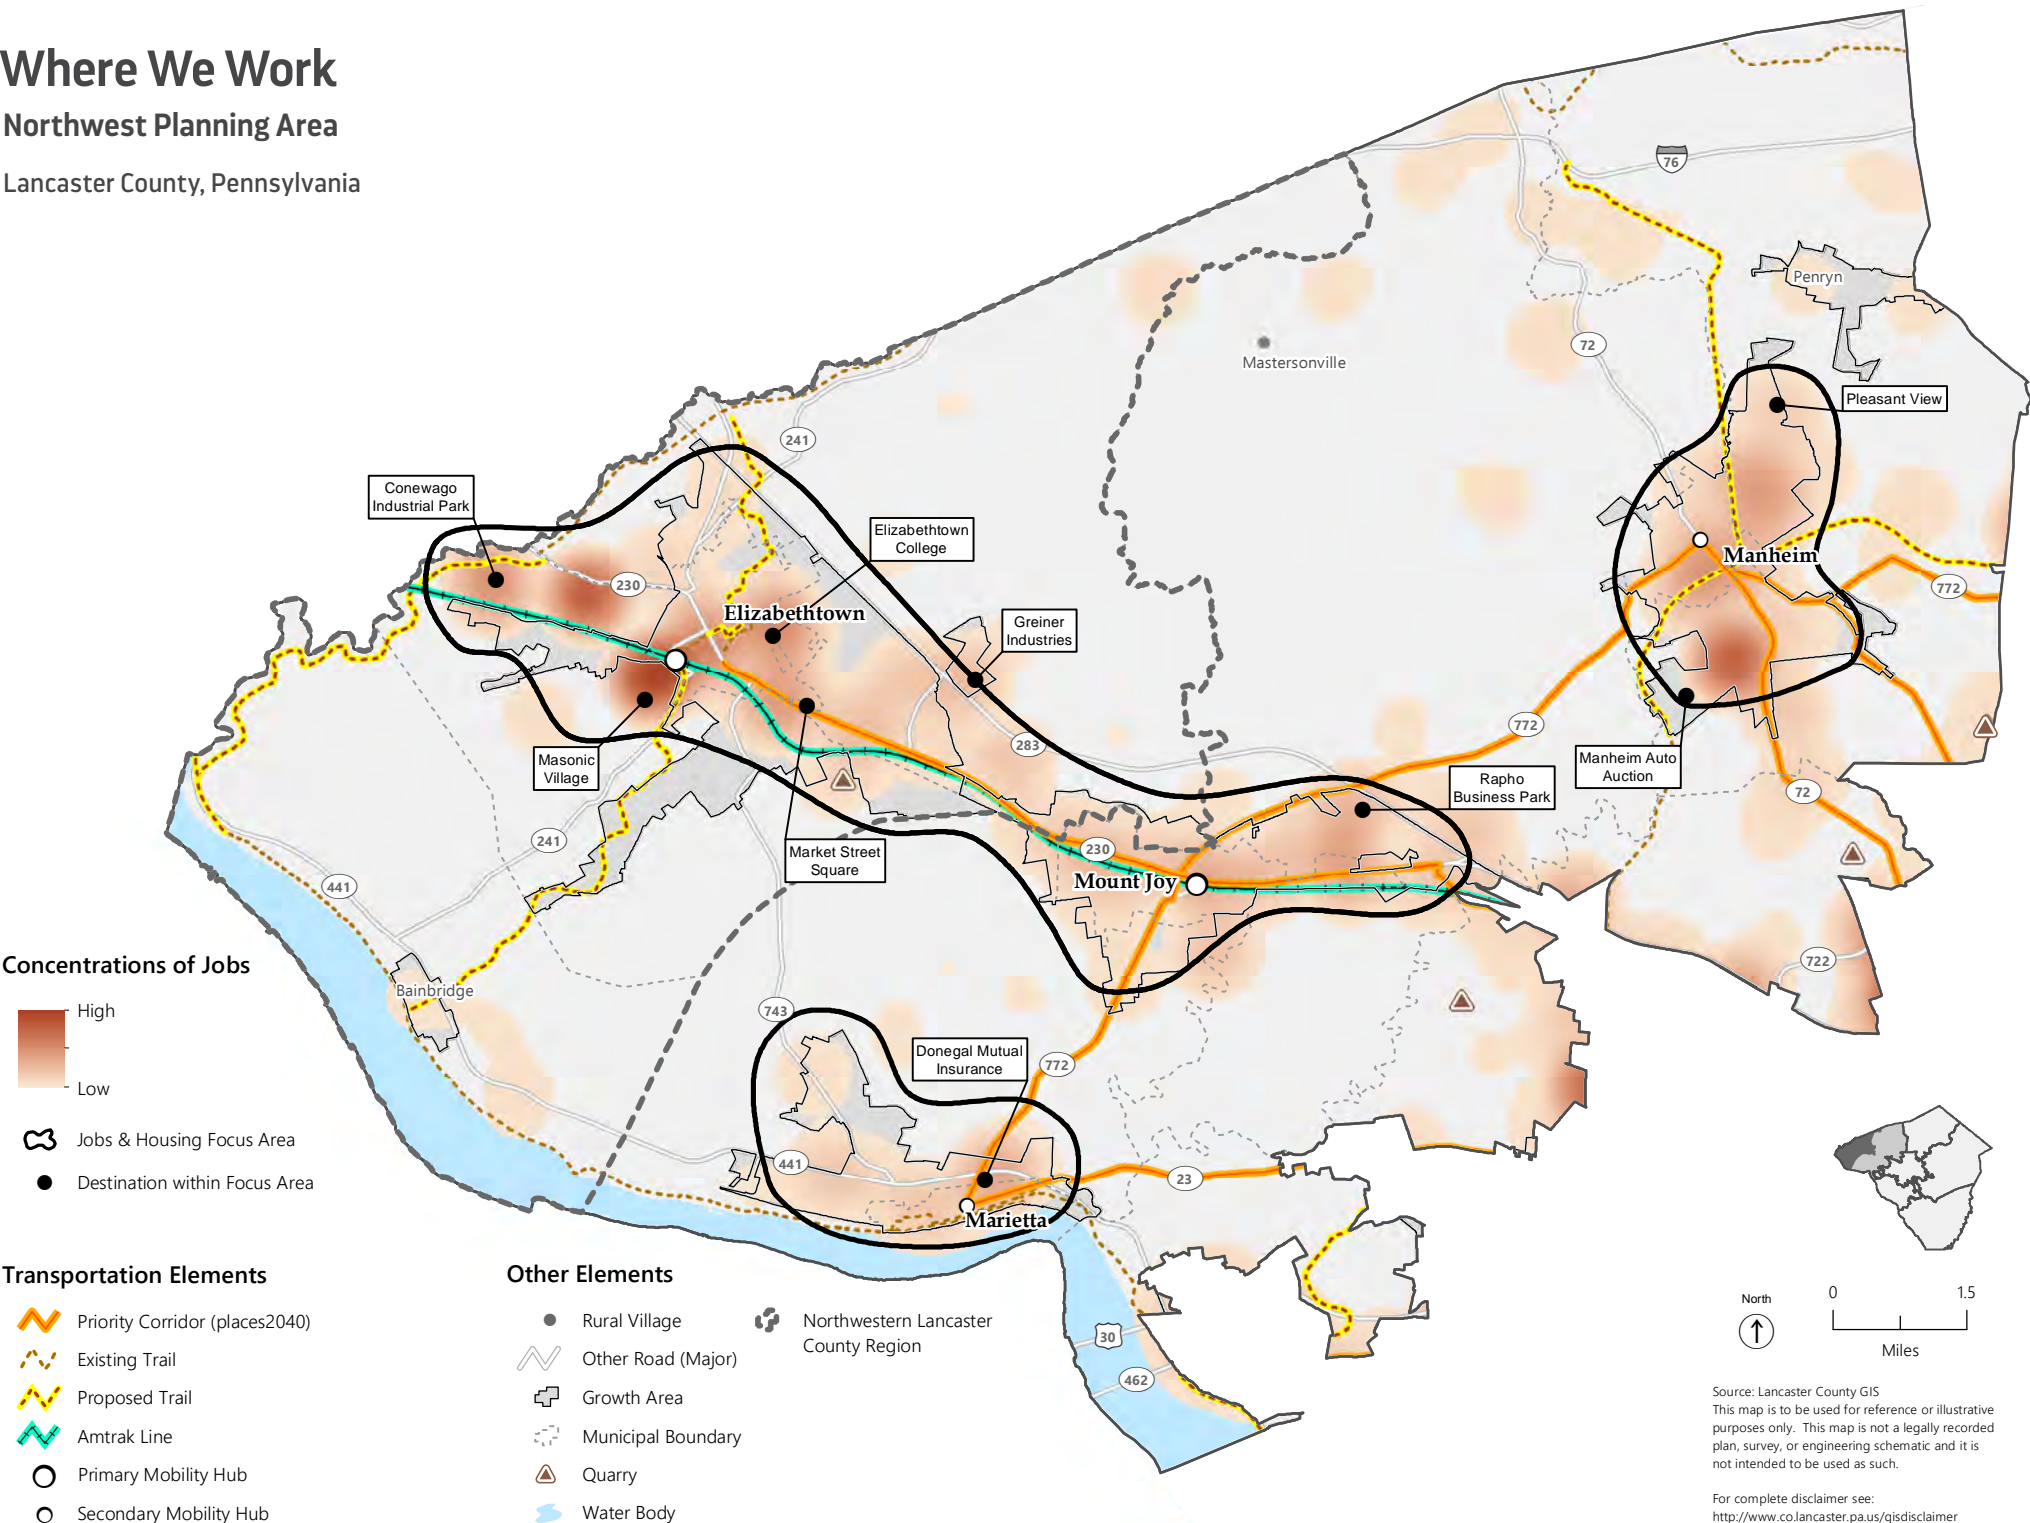 Where We Work
Northwest Planning Area
Lancaster County, Pennsylvania
76
Penryn
72
Mastersonville
Pleasant View
241
Conewago
Industrial Park
Elizabethtown
College
230
Manheim
772
Elizabethtown
Greiner
Industries
772
283
Masonic
Village
Manheim Auto
Auction
Rapho
Business Park
72
241
Market Street
Square
230
Mount Joy
441
722
Bainbridge
743
Donegal Mutual
Insurance
772
441
23
Marietta
30
462
Concentrations of Jobs
High
Low
Jobs & Housing Focus Area
Destination within Focus Area
Transportation Elements
Priority Corridor (places2040)
Existing Trail
Proposed Trail
Amtrak Line
Primary Mobility Hub
Secondary Mobility Hub
Other Elements
Rural Village
Other Road (Major)
Growth Area
Municipal Boundary
Quarry
Water Body
Northwestern Lancaster
County Region
North
0 1.5
Miles
Source: Lancaster County GIS
This map is to be used for reference or illustrative
purposes only. This map is not a legally recorded
plan, survey, or engineering schematic and it is
not intended to be used as such.
For complete disclaimer see:
http://www.co.lancaster.pa.us/gisdisclaimer